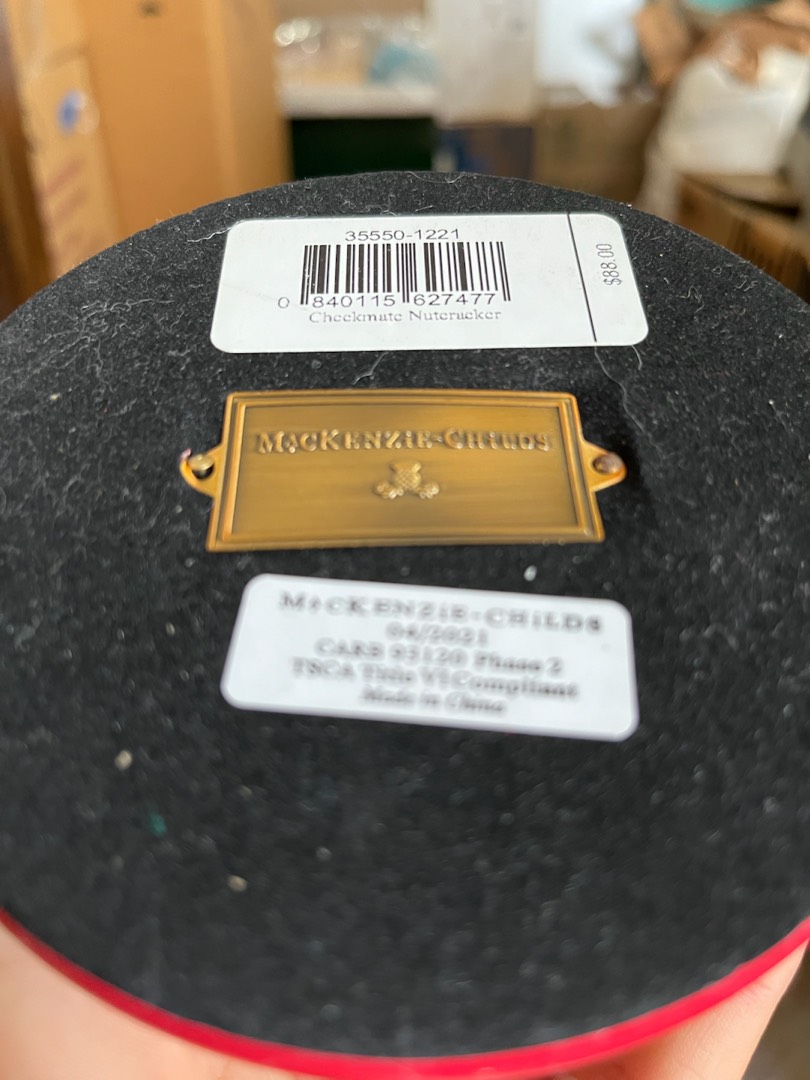 35550-1221
$88.00
0 840115 627477
Checkmate Nutcracker
MACKENZIE-CHILDS
MACKENZIE-CHILDS
04/2021
CARB 93120 Phase 2
TSCA Title VI Compliant
Made in China